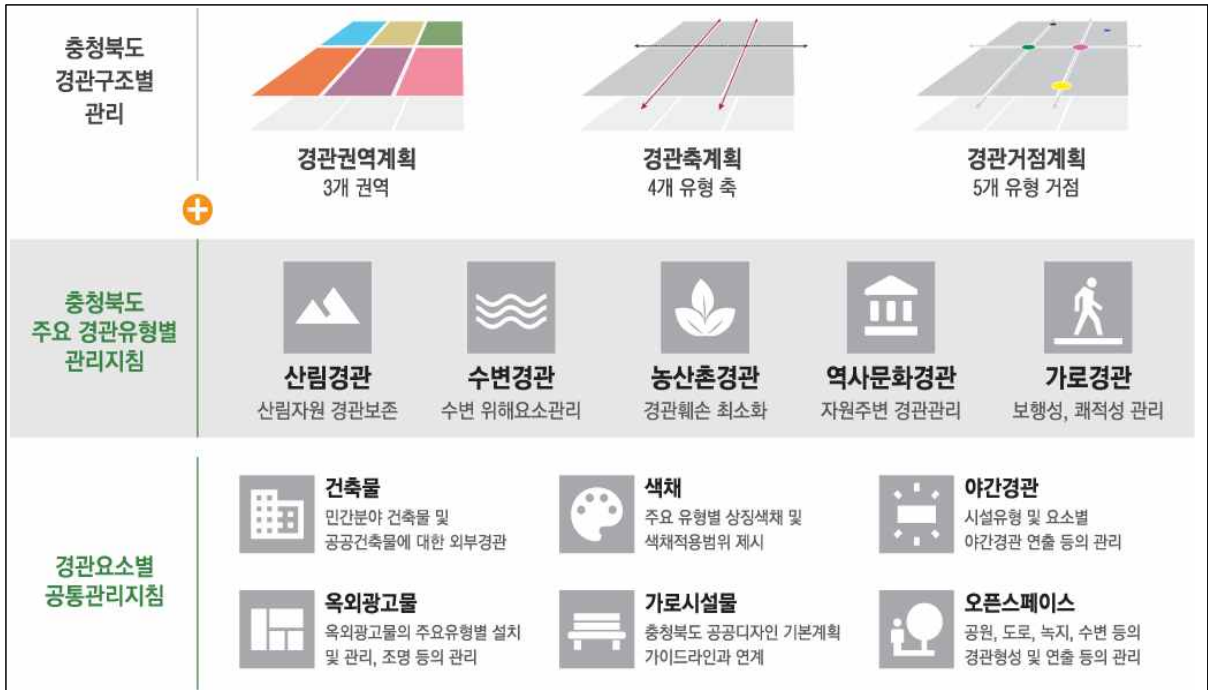 충청북도
경관구조별
관리
경관권역계획
3개 권역
경관축계획
4개 유형 축
경관거점계획
5개 유형 거점
충청북도
주요 경관유형별
관리지침
산림경관
산림자원 경관보존
수변경관
수변 위해요소관리
농산촌경관
경관훼손 최소화
역사문화경관
자원주변 경관관리
가로경관
보행성, 쾌적성 관리
경관요소별
공통관리지침
건축물
민간분야 건축물 및
공공건축물에 대한 외부경관
색채
주요 유형별 상징색채 및
색채적용범위 제시
야간경관
시설유형 및 요소별
야간경관 연출 등의 관리
옥외광고물
옥외광고물의 주요유형별 설치
및 관리, 조명 등의 관리
가로시설물
충청북도 공공디자인 기본계획
가이드라인과 연계
오픈스페이스
공원, 도로, 녹지, 수변 등의
경관형성 및 연출 등의 관리